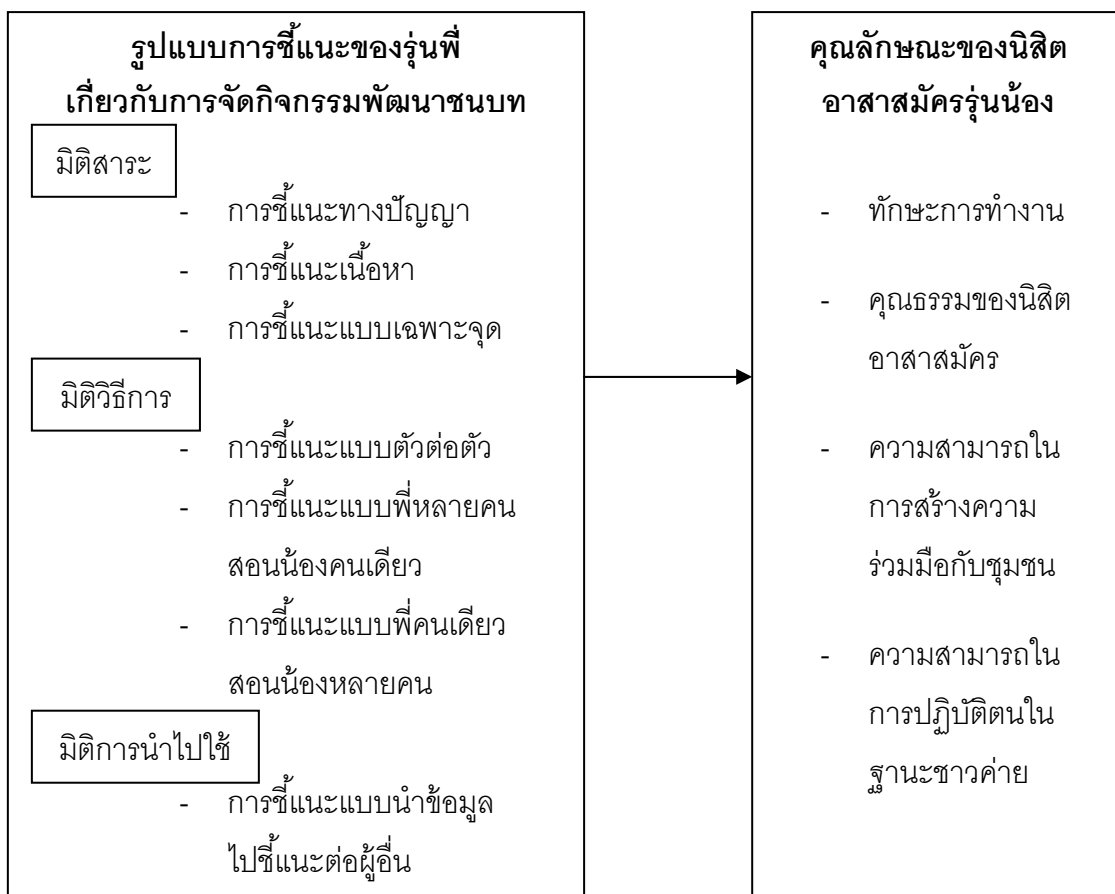 รูปแบบการชี้แนะของรุ่นพี่
เกี่ยวกับการจัดกิจกรรมพัฒนาชนบท
มิติสาระ
- การชี้แนะทางปัญญา
- การชี้แนะเนื้อหา
- การชี้แนะแบบเฉพาะจุด
มิติวิธีการ
- การชี้แนะแบบตัวต่อตัว
- การชี้แนะแบบพี่หลายคน
สอนน้องคนเดียว
- การชี้แนะแบบพี่คนเดียว
สอนน้องหลายคน
มิติการนำไปใช้
- การชี้แนะแบบนำข้อมูล
ไปชี้แนะต่อผู้อื่น
คุณลักษณะของนิสิต
อาสาสมัครรุ่นน้อง
- ทักษะการทำงาน
- คุณธรรมของนิสิต
อาสาสมัคร
- ความสามารถใน
การสร้างความ
ร่วมมือกับชุมชน
- ความสามารถใน
การปฏิบัติตนใน
ฐานะชาวค่าย